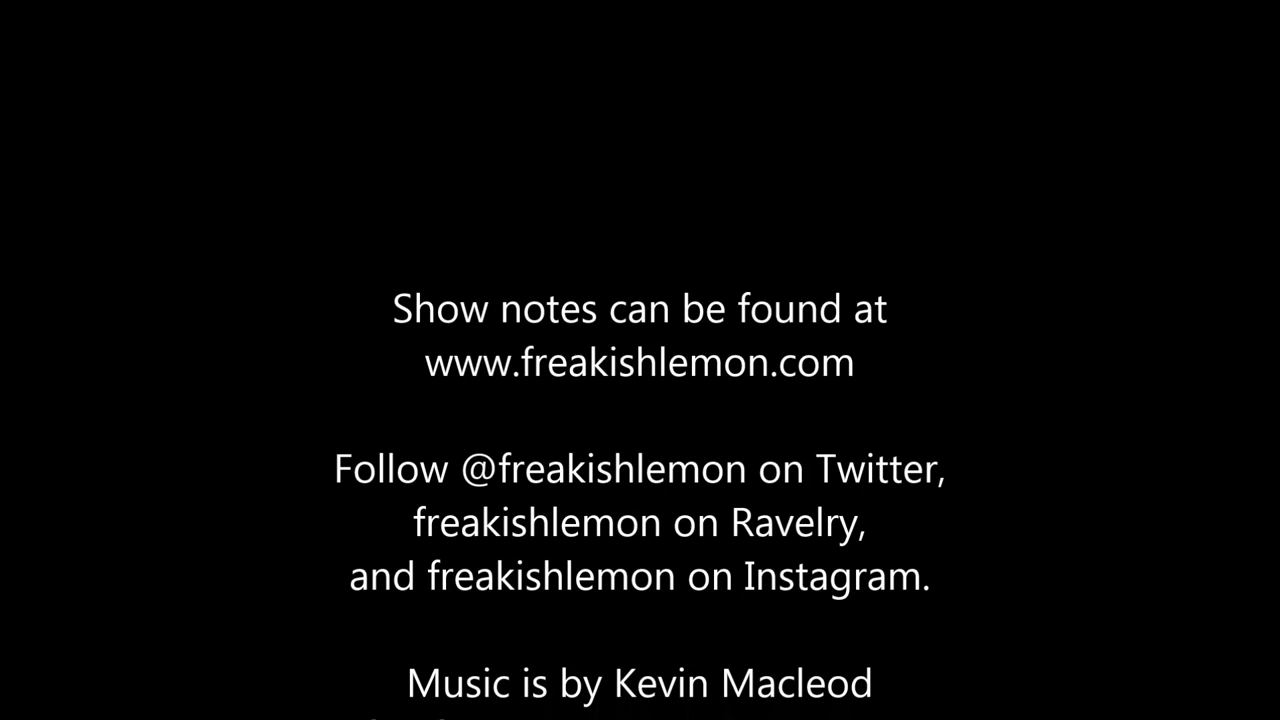 Show notes can be found at
www.freakishlemon.com
Follow @freakishlemon on Twitter,
freakishlemon on Ravelry,
and freakishlemon on Instagram.
Music is by Kevin Macleod